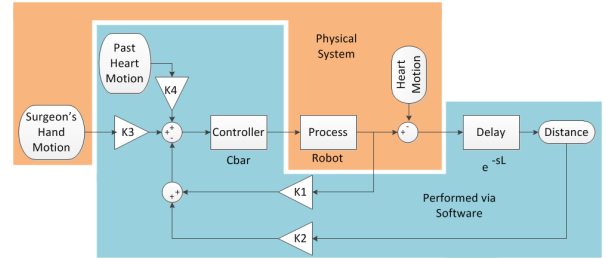 Physical
System
Past
Heart
Motion
Heart
Motion
K4
Surgeon's
Hand
Motion
K3
+
+
-
Controller
Cbar
Process
Robot
+
-
Delay
e -sL
Distance
K1
+
+
K2
Performed via
Software